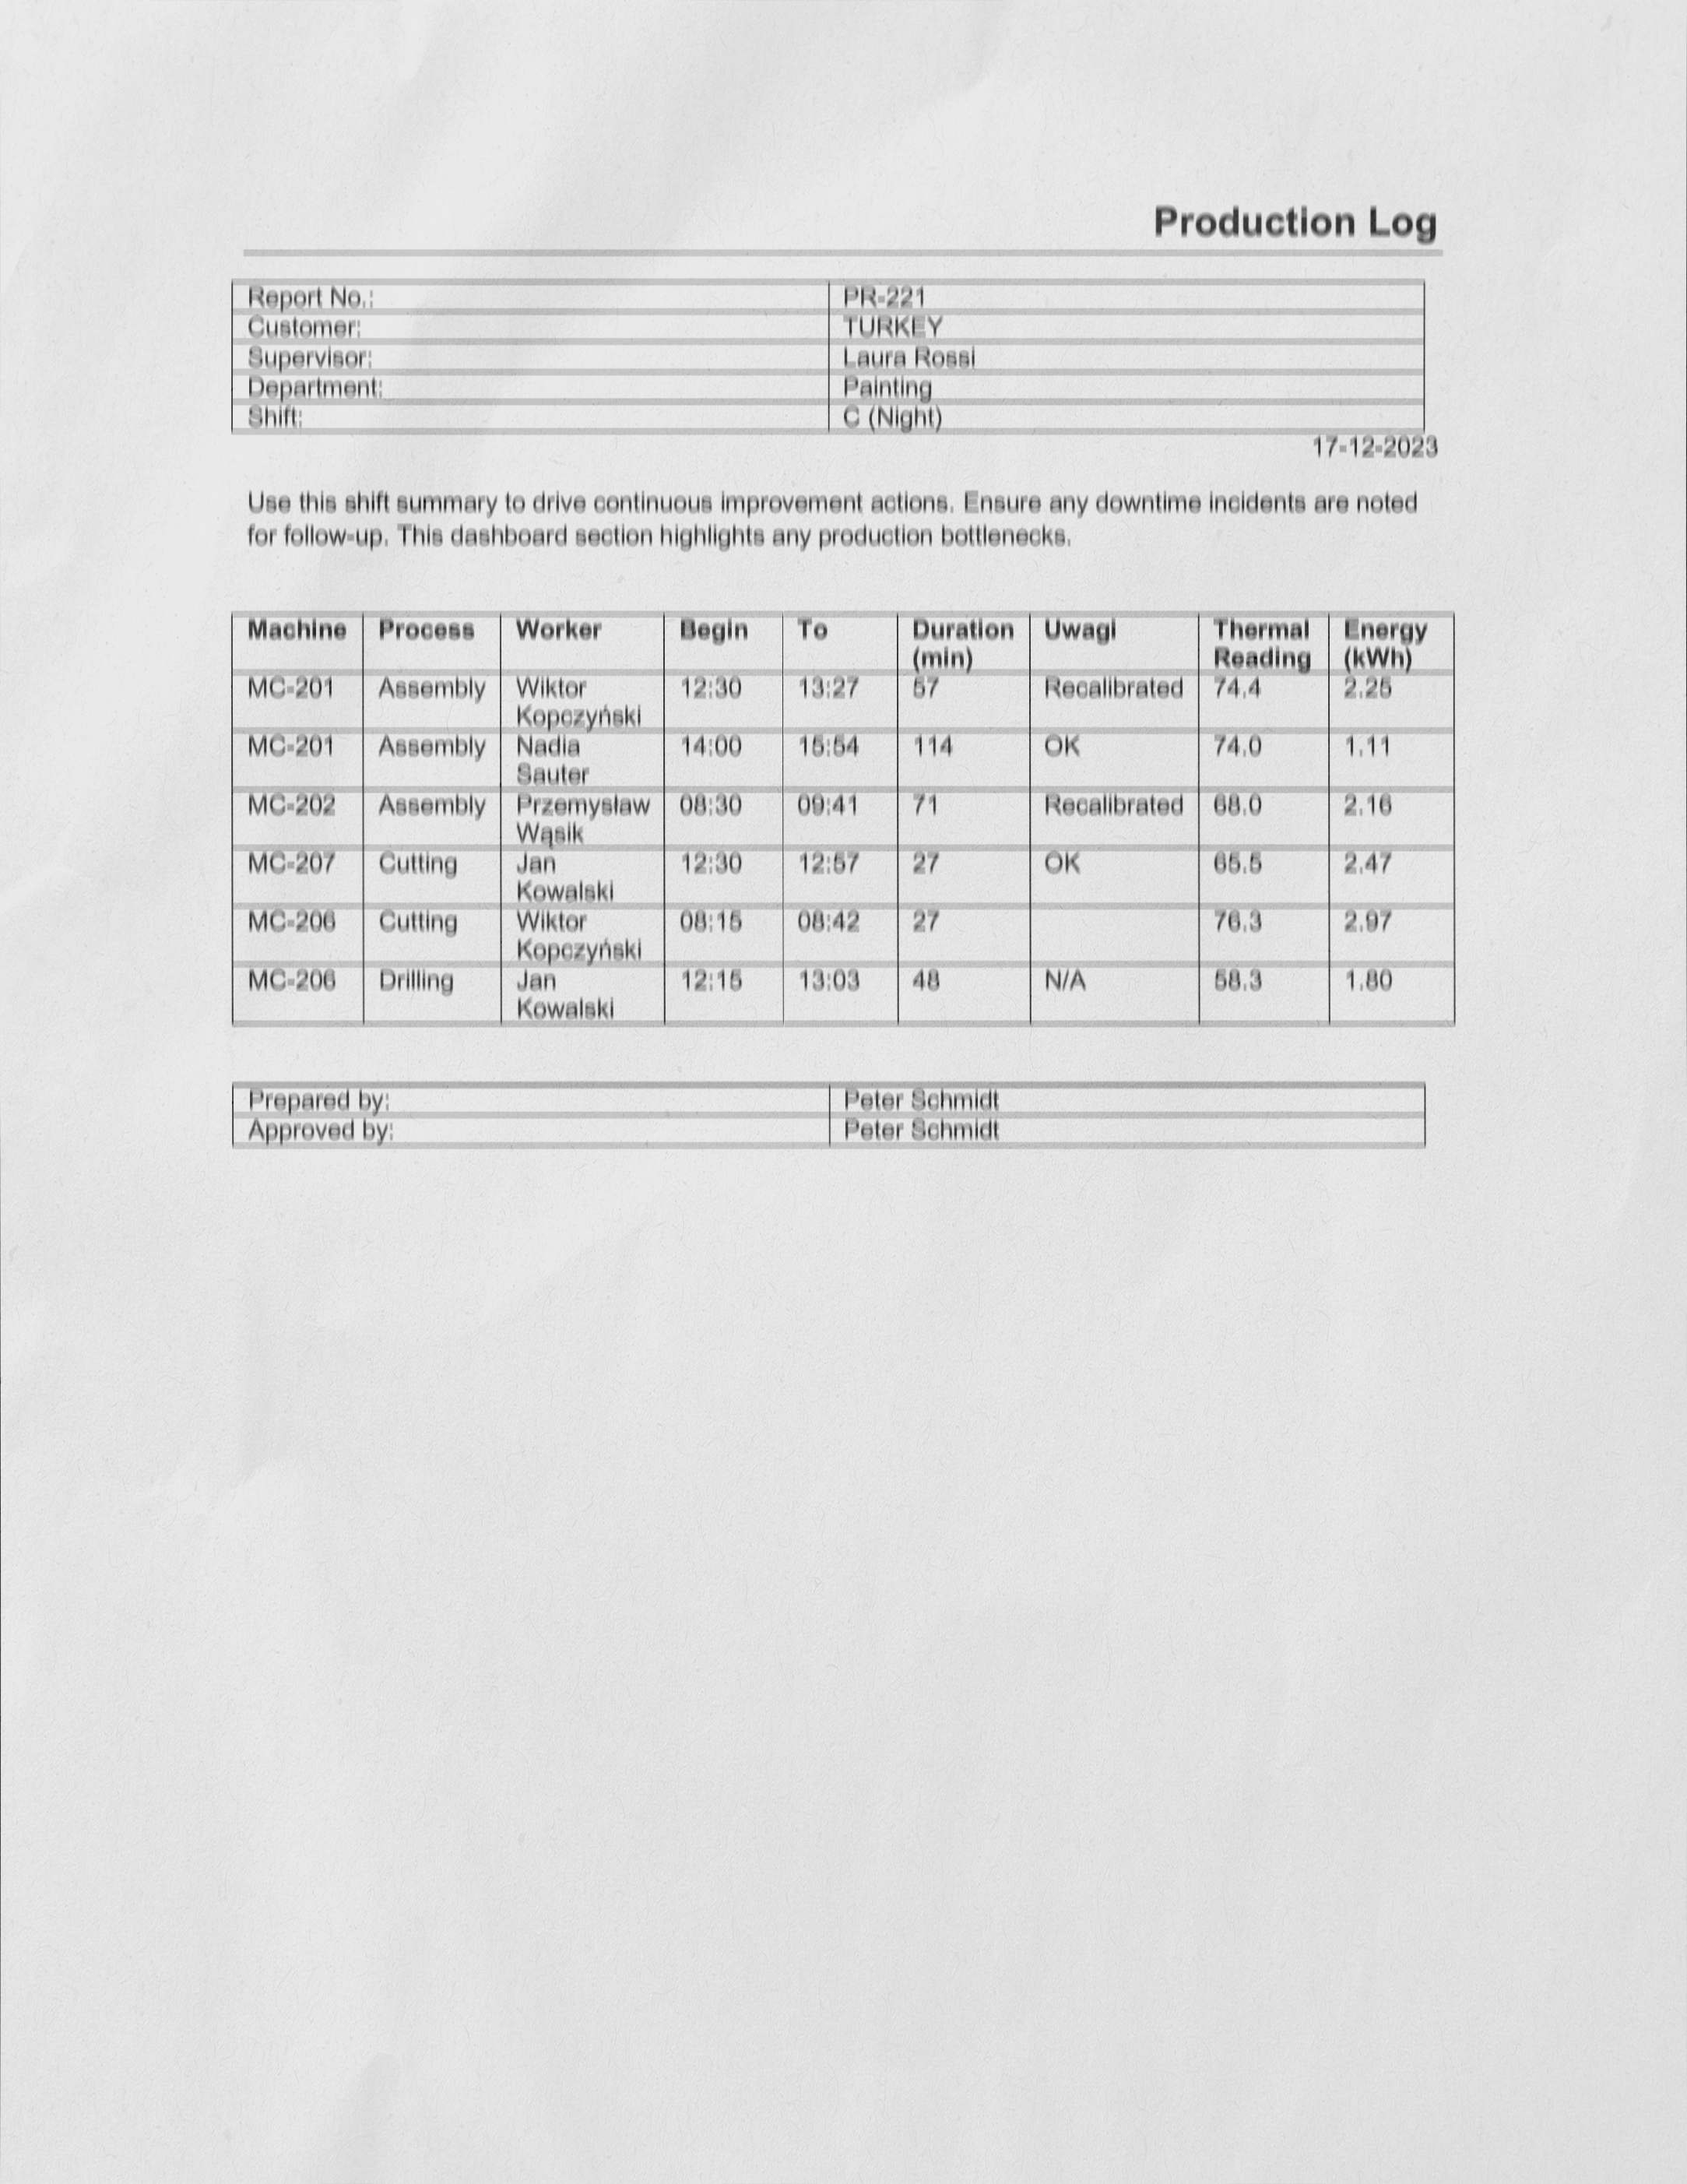 Production Log
Report No.: PR-221
Customer: TURKEY
Supervisor: Laura Rossi
Department: Painting
Shift: C (Night)
17-12-2023
Use this shift summary to drive continuous improvement actions. Ensure any downtime incidents are noted
for follow-up. This dashboard section highlights any production bottlenecks.
Machine Process Worker Begin To Duration (min) Uwagi Thermal Reading Energy (kWh)
MC-201 Assembly Wiktor Kopczyński 12:30 13:27 57 Recalibrated 74.4 2.25
MC-201 Assembly Nadia Sauter 14:00 15:54 114 OK 74.0 1.11
MC-202 Assembly Przemysław Wąsik 08:30 09:41 71 Recalibrated 68.0 2.16
MC-207 Cutting Jan Kowalski 12:30 12:57 27 OK 65.5 2.47
MC-206 Cutting Wiktor Kopczyński 08:15 08:42 27 76.3 2.97
MC-206 Drilling Jan Kowalski 12:15 13:03 48 N/A 58.3 1.80
Prepared by: Peter Schmidt
Approved by: Peter Schmidt